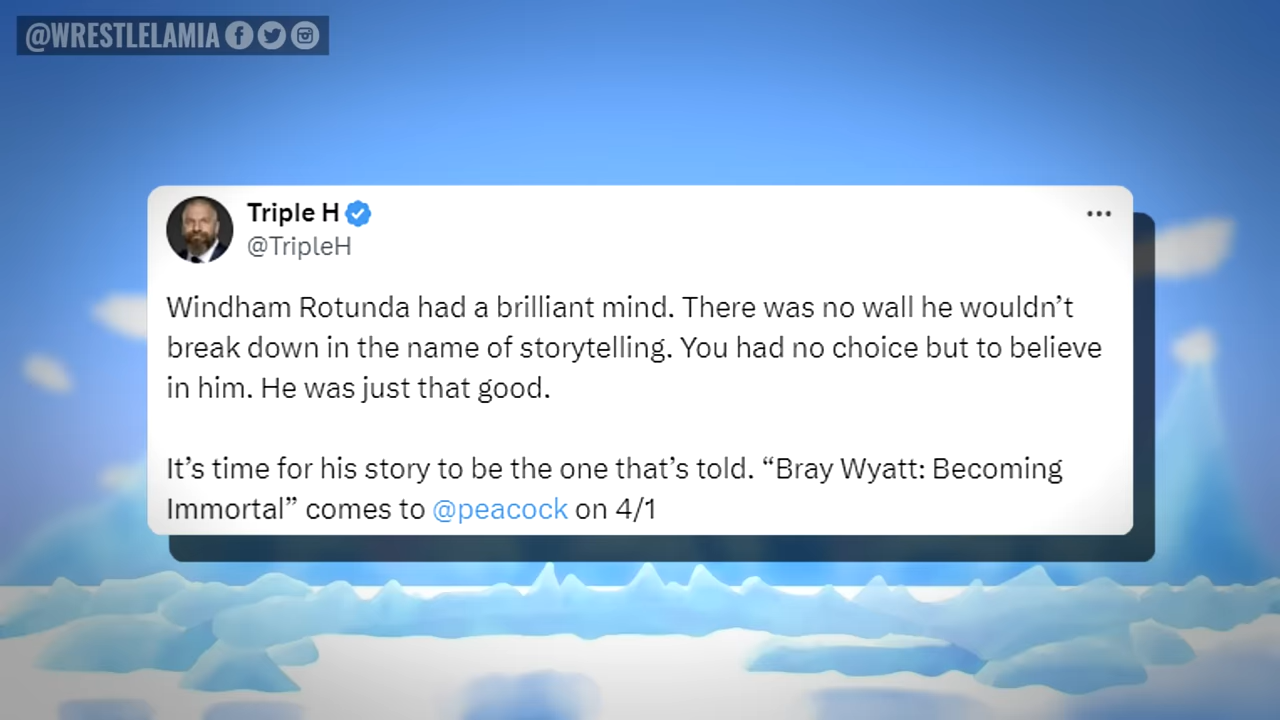 @WRESTLELAMIA
Triple H
@TripleH
Windham Rotunda had a brilliant mind. There was no wall he wouldn’t
break down in the name of storytelling. You had no choice but to believe
in him. He was just that good.
It’s time for his story to be the one that’s told. “Bray Wyatt: Becoming
Immortal” comes to @peacock on 4/1